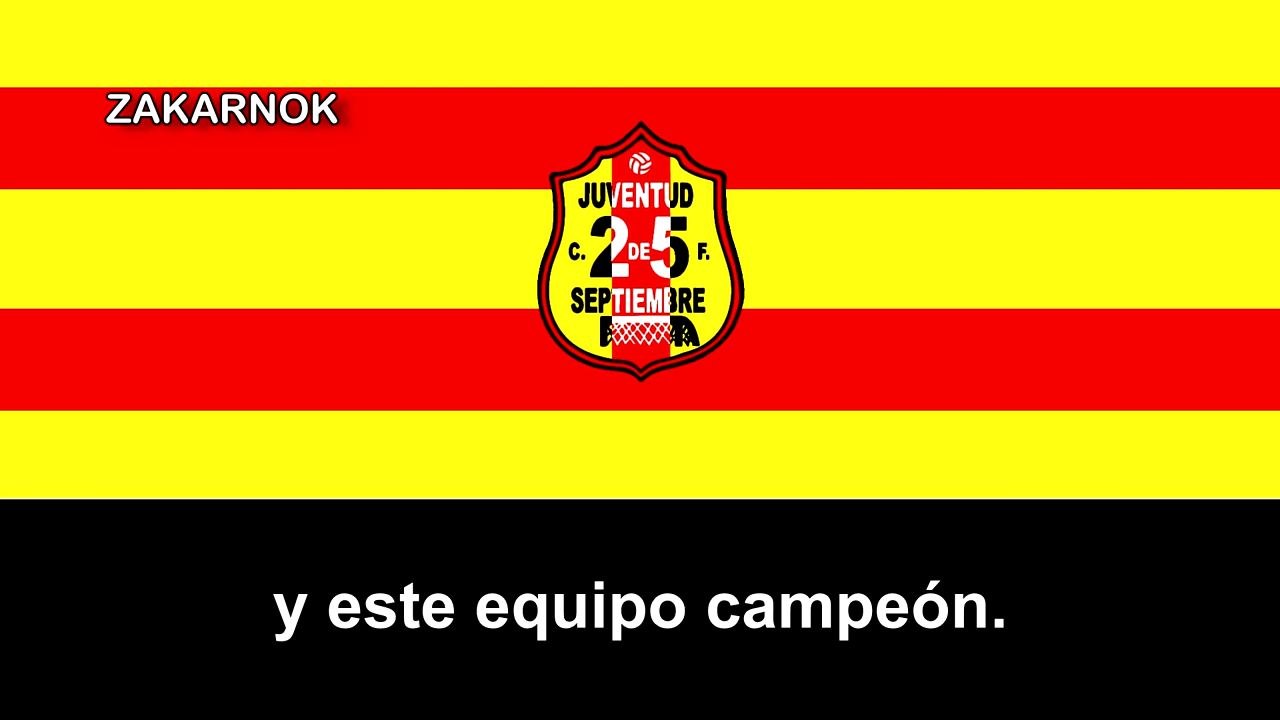 ZAKARNOK
JUVENTUD
C. 2 DE 5 F.
SEPTIEMBRE
y este equipo campeón.